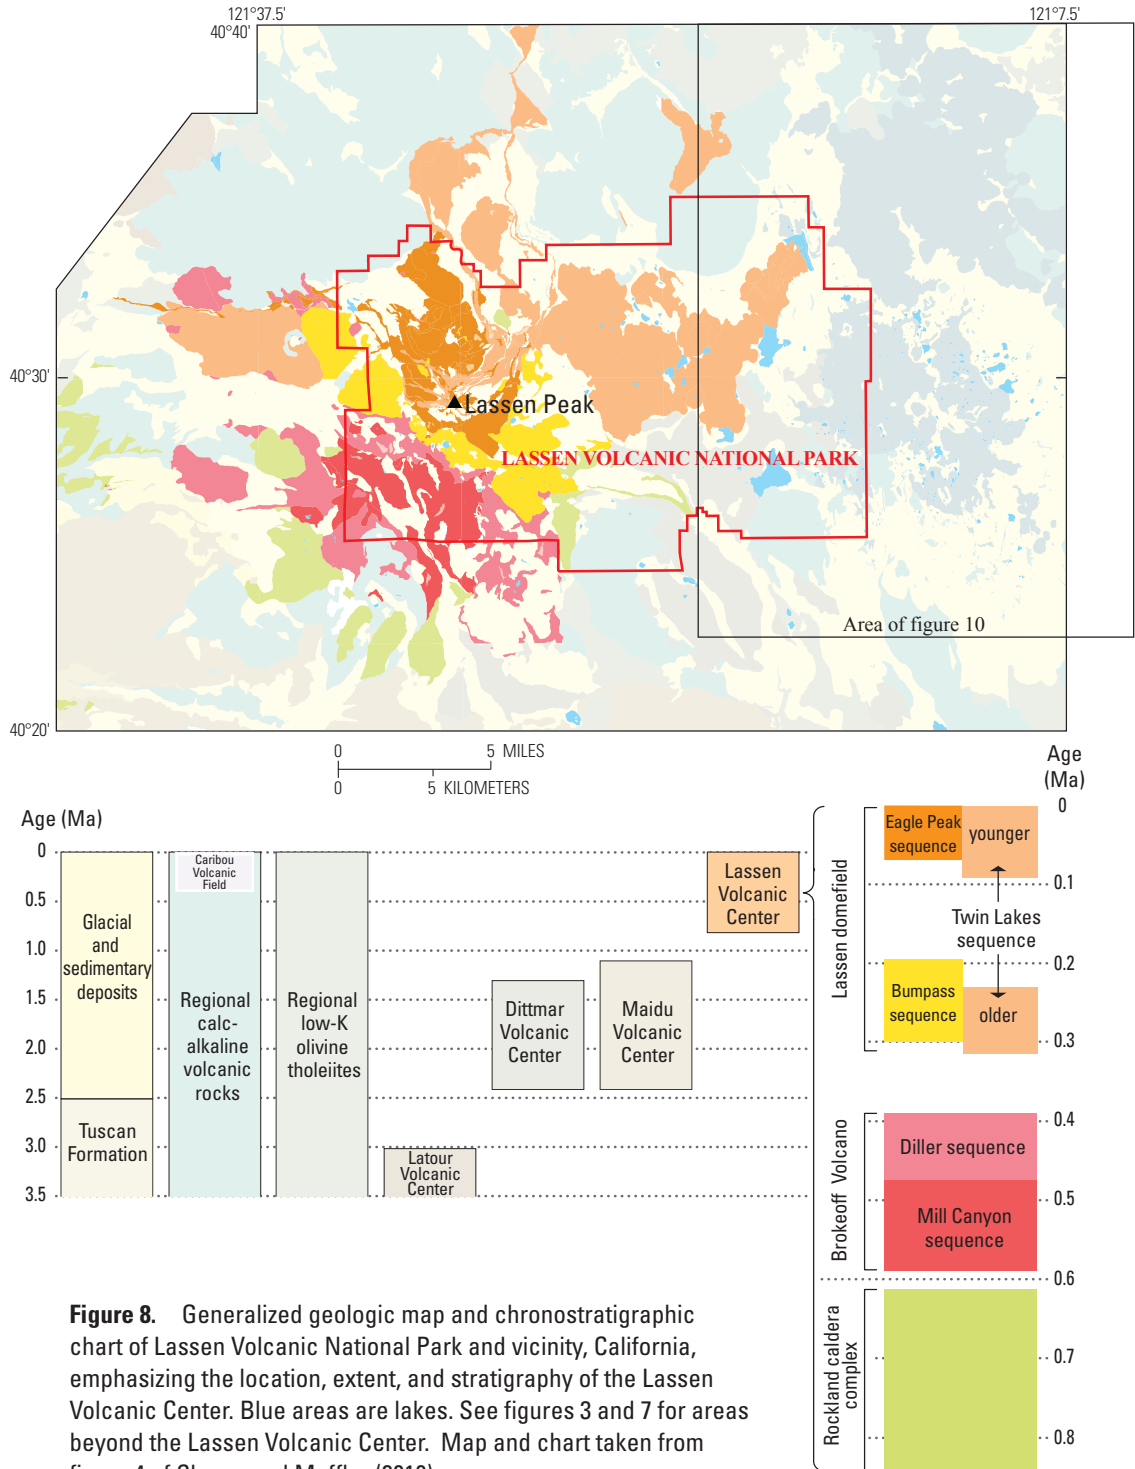 121°37.5'
121°7.5'
40°40'
40°30'
Lassen Peak
LASSEN VOLCANIC NATIONAL PARK
Area of figure 10
40°20'
0 5 MILES
0 5 KILOMETERS
Age (Ma)
0
0.5
1.0
1.5
2.0
2.5
3.0
3.5
Glacial
and
sedimentary
deposits
Tuscan
Formation
Caribou
Volcanic
Field
Regional
calc-
alkaline
volcanic
rocks
Regional
low-K
olivine
tholeiites
Latour
Volcanic
Center
Dittmar
Volcanic
Center
Maidu
Volcanic
Center
Lassen
Volcanic
Center
Age
(Ma)
0
0.1
0.2
0.3
0.4
0.5
0.6
0.7
0.8
Lassen domefield
Eagle Peak
sequence
younger
Twin Lakes
sequence
Bumpass
sequence
older
Brokeoff Volcano
Diller sequence
Mill Canyon
sequence
Rockland caldera
complex
Figure 8. Generalized geologic map and chronostratigraphic
chart of Lassen Volcanic National Park and vicinity, California,
emphasizing the location, extent, and stratigraphy of the Lassen
Volcanic Center. Blue areas are lakes. See figures 3 and 7 for areas
beyond the Lassen Volcanic Center. Map and chart taken from